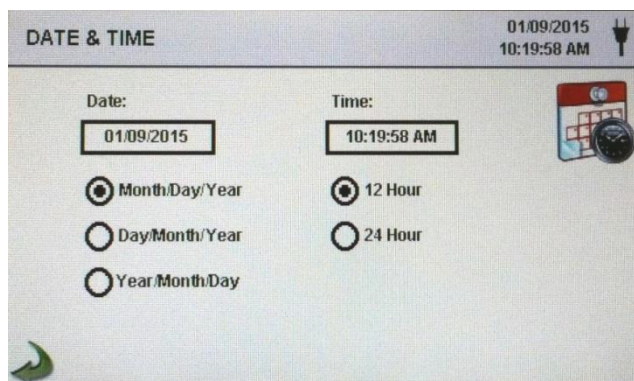 DATE & TIME
01/09/2015
10:19:58 AM
Date:
01/09/2015
Month/Day/Year
Day/Month/Year
Year/Month/Day
Time:
10:19:58 AM
12 Hour
24 Hour